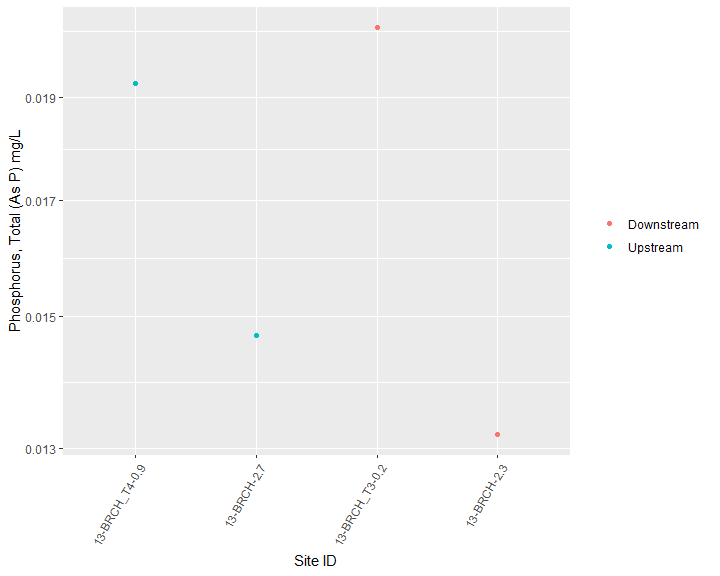 Phosphorus, Total (As P) mg/L
0.019
0.017
0.015
0.013
13-BRCH_T4-0.9
13-BRCH-2.7
13-BRCH_T3-0.2
13-BRCH-2.3
Site ID
Downstream
Upstream